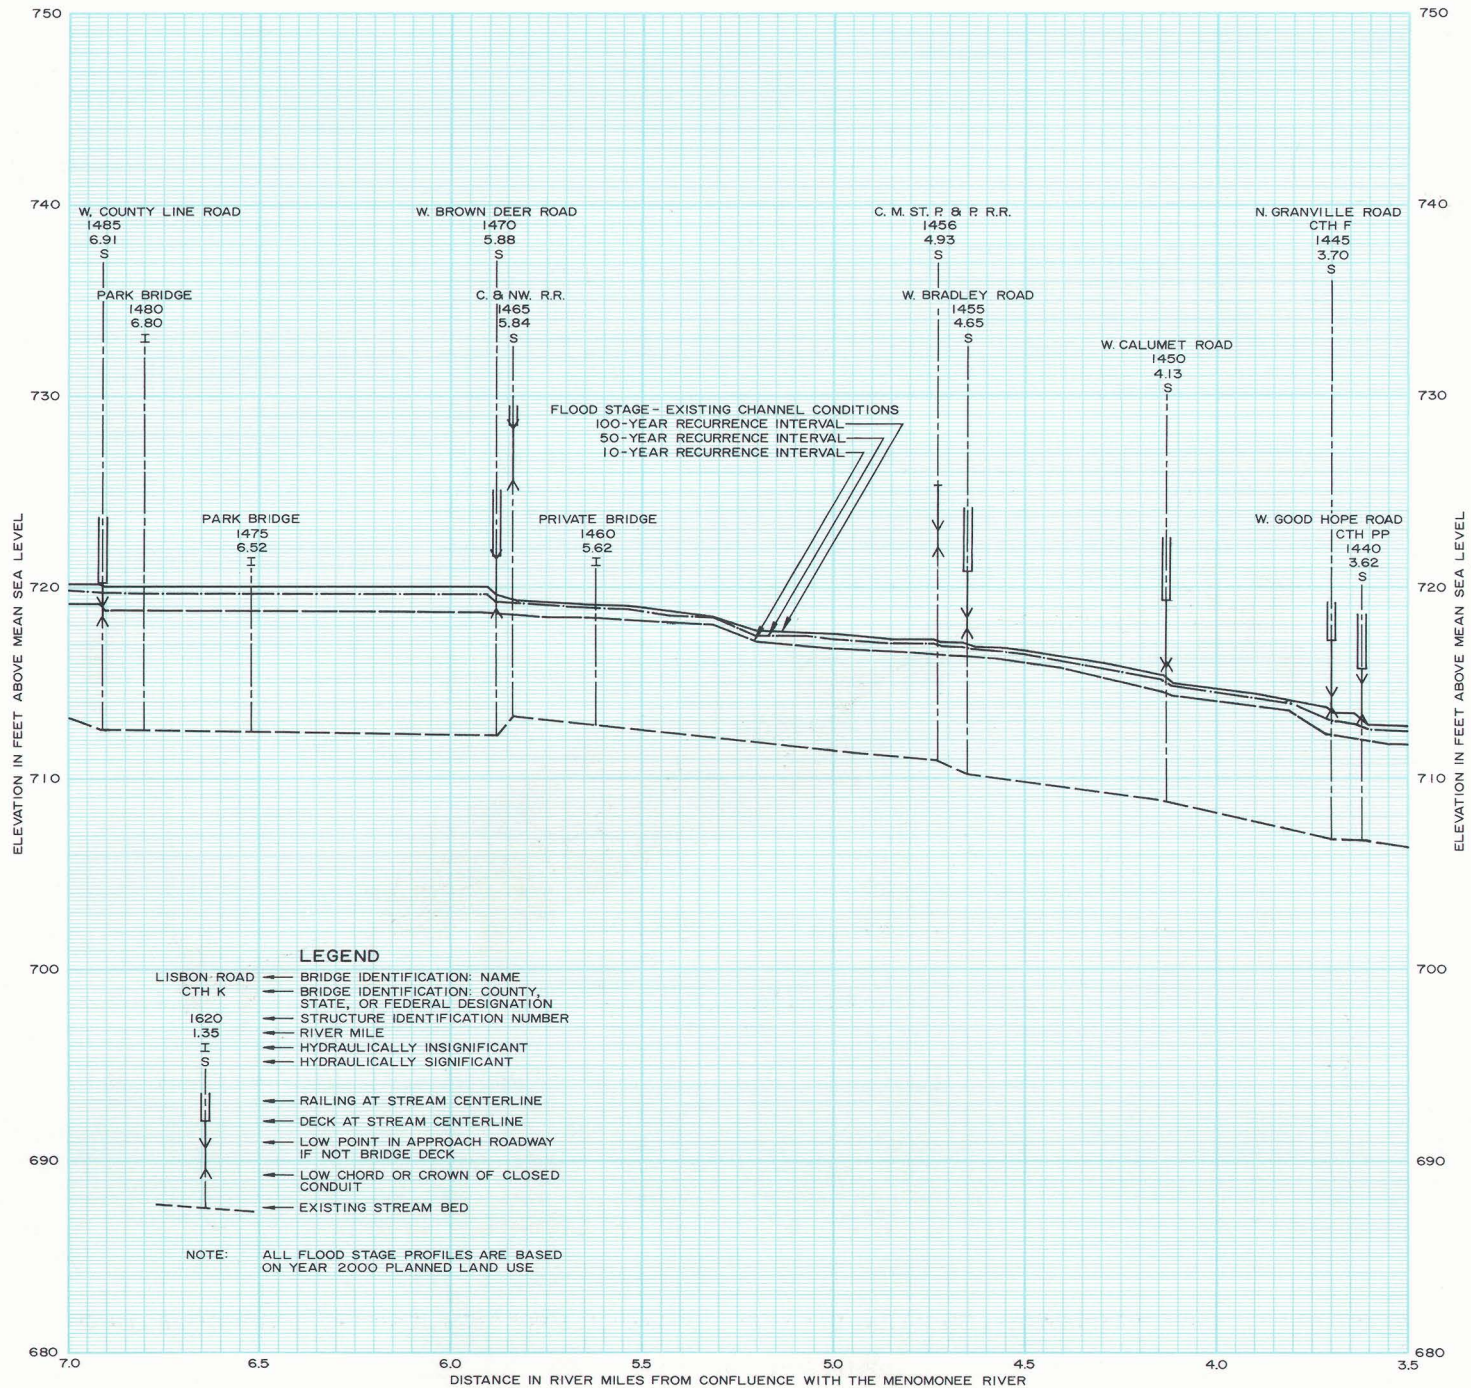 750
750
740
740
W. COUNTY LINE ROAD
1485
6.91
S
W. BROWN DEER ROAD
1470
5.88
S
C. M. ST. P. & P. R.R.
1456
4.93
S
N. GRANVILLE ROAD
CTH F
1445
3.70
S
PARK BRIDGE
1480
6.80
I
C. & NW. R.R.
1465
5.84
S
W. BRADLEY ROAD
1455
4.65
S
W. CALUMET ROAD
1450
4.13
S
730
730
FLOOD STAGE - EXISTING CHANNEL CONDITIONS
100-YEAR RECURRENCE INTERVAL
50-YEAR RECURRENCE INTERVAL
10-YEAR RECURRENCE INTERVAL
PARK BRIDGE
1475
6.52
I
PRIVATE BRIDGE
1460
5.62
I
W. GOOD HOPE ROAD
CTH PP
1440
3.62
S
ELEVATION IN FEET ABOVE MEAN SEA LEVEL
ELEVATION IN FEET ABOVE MEAN SEA LEVEL
720
720
710
710
700
700
LEGEND
LISBON ROAD
BRIDGE IDENTIFICATION: NAME
CTH K
BRIDGE IDENTIFICATION: COUNTY,
STATE, OR FEDERAL DESIGNATION
1620
STRUCTURE IDENTIFICATION NUMBER
1.35
RIVER MILE
I
HYDRAULICALLY INSIGNIFICANT
S
HYDRAULICALLY SIGNIFICANT
RAILING AT STREAM CENTERLINE
DECK AT STREAM CENTERLINE
LOW POINT IN APPROACH ROADWAY
IF NOT BRIDGE DECK
LOW CHORD OR CROWN OF CLOSED
CONDUIT
EXISTING STREAM BED
690
690
NOTE: ALL FLOOD STAGE PROFILES ARE BASED
ON YEAR 2000 PLANNED LAND USE
680
680
7.0
6.5
6.0
5.5
5.0
4.5
4.0
3.5
DISTANCE IN RIVER MILES FROM CONFLUENCE WITH THE MENOMONEE RIVER